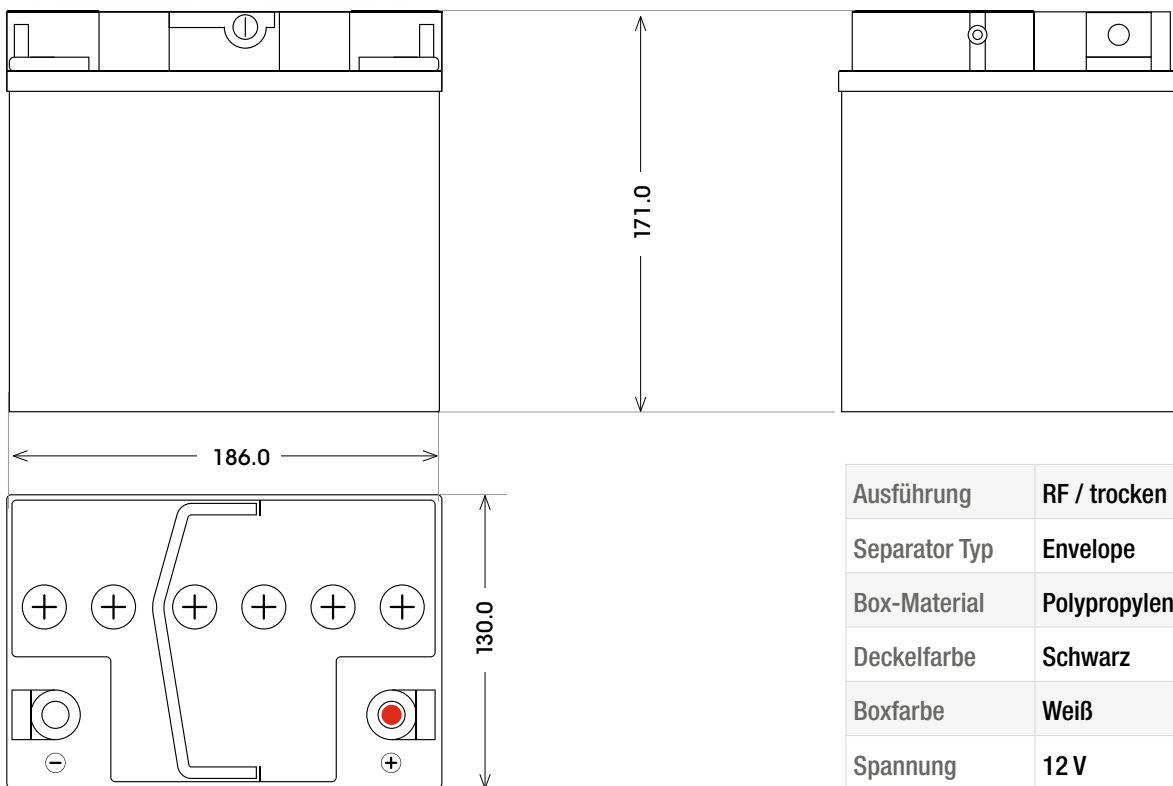 171.0
186.0
130.0
Ausführung RF / trocken
Separator Typ Envelope
Box-Material Polypropylen
Deckelfarbe Schwarz
Boxfarbe Weiß
Spannung 12 V